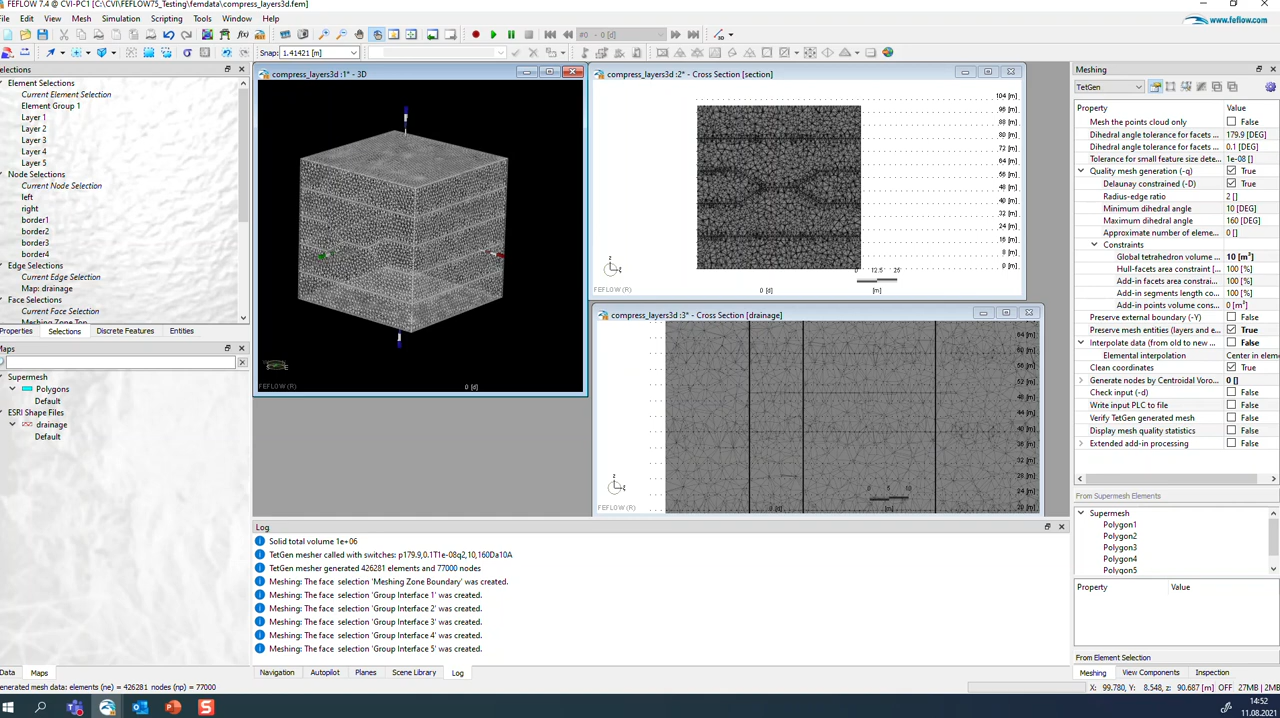 FEFLOW 7.4 @ CVI-PC1 [C:\CVI\FEFLOW75_Testing\femdata\compress_layers3d.fem]
Edit View Mesh Simulation Scripting Tools Window Help
www.feflow.com
#0 - 0 [d]
Snap: 1.41421 [m]
elections
Element Selections
Current Element Selection
Element Group 1
Layer 1
Layer 2
Layer 3
Layer 4
Layer 5
Node Selections
Current Node Selection
left
right
border1
border2
border3
border4
Edge Selections
Current Edge Selection
Map: drainage
Face Selections
Current Face Selection
Meshing Zone Top
Properties Selections Discrete Features Entities
Maps
Supermesh
Polygons
Default
ESRI Shape Files
drainage
Default
Data Maps
compress_layers3d :1* - 3D
FEFLOW (R)
0 [d]
compress_layers3d :2* - Cross Section [section]
104 [m]
96 [m]
88 [m]
80 [m]
72 [m]
64 [m]
56 [m]
48 [m]
40 [m]
32 [m]
24 [m]
16 [m]
8 [m]
0 [m]
0 12.5 25
[m]
0 [d]
FEFLOW (R)
compress_layers3d :3* - Cross Section [drainage]
64 [m]
60 [m]
56 [m]
52 [m]
48 [m]
44 [m]
40 [m]
36 [m]
32 [m]
28 [m]
24 [m]
20 [m]
0 5 10
[m]
0 [d]
FEFLOW (R)
Log
Solid total volume 1e+06
TetGen mesher called with switches: p179.9,0.1T1e-08q2,10,160Da10A
TetGen mesher generated 426281 elements and 77000 nodes
Meshing: The face selection 'Meshing Zone Boundary' was created.
Meshing: The face selection 'Group Interface 1' was created.
Meshing: The face selection 'Group Interface 2' was created.
Meshing: The face selection 'Group Interface 3' was created.
Meshing: The face selection 'Group Interface 4' was created.
Meshing: The face selection 'Group Interface 5' was created.
Navigation Autopilot Planes Scene Library Log
Meshing
TetGen
Property Value
Mesh the points cloud only False
Dihedral angle tolerance for facets ... 179.9 [DEG]
Dihedral angle tolerance for facets ... 0.1 [DEG]
Tolerance for small feature size dete... 1e-08 []
Quality mesh generation (-q) True
Delaunay constrained (-D) True
Radius-edge ratio 2 []
Minimum dihedral angle 10 [DEG]
Maximum dihedral angle 160 [DEG]
Approximate number of eleme... 0 []
Constraints
Global tetrahedron volume ... 10 [m³]
Hull-facets area constraint [... 100 [%]
Add-in facets area constrai... 100 [%]
Add-in segments length co... 100 [%]
Add-in points volume cons... 0 [m³]
Preserve external boundary (-Y) False
Preserve mesh entities (layers and e... True
Interpolate data (from old to new ... False
Elemental interpolation Center in elem
Clean coordinates True
Generate nodes by Centroidal Voro... 0 []
Check input (-d) False
Write input PLC to file False
Verify TetGen generated mesh False
Display mesh quality statistics False
Extended add-in processing False
From Supermesh Elements
Supermesh
Polygon1
Polygon2
Polygon3
Polygon4
Polygon5
Property Value
From Element Selection
Meshing View Components Inspection
enerated mesh data: elements (ne) = 426281 nodes (np) = 77000
X: 99.780, Y: 8.548, z: 90.687 [m] OFF 27MB|2MB
14:52
11.08.2021